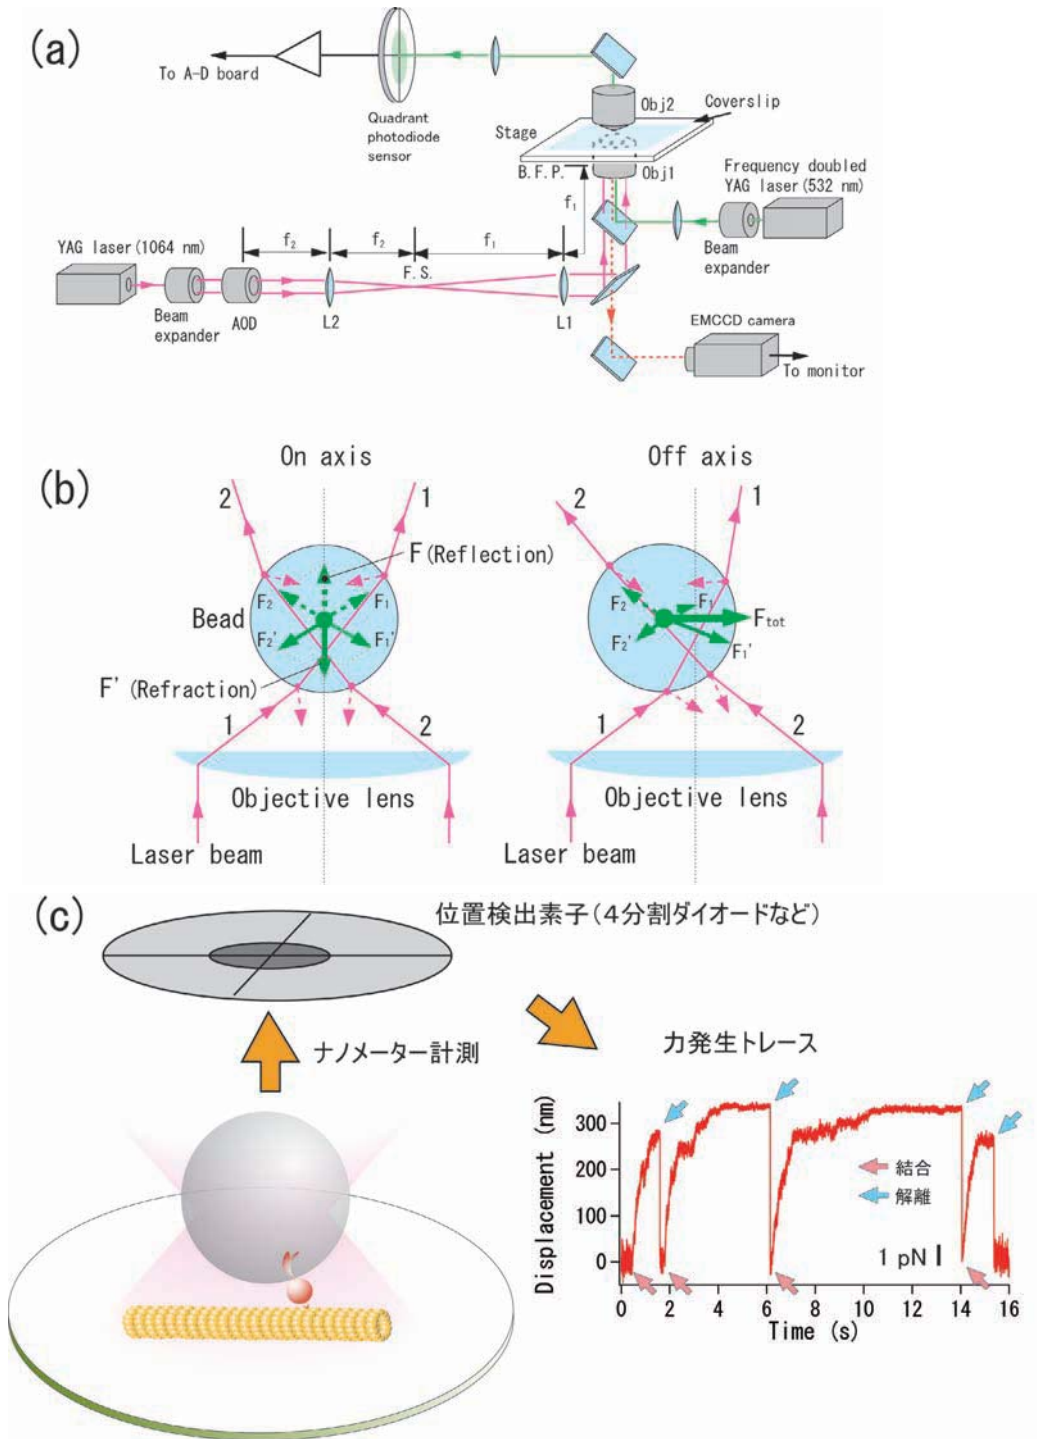 (a)
To A-D board
Quadrant
photodiode
sensor
Obj2
Coverslip
Stage
B.F.P.
Obj1
Frequency doubled
YAG laser(532 nm)
f₁
Beam
expander
YAG laser(1064 nm)
f₂
f₂
f₁
F.S.
Beam
expander
AOD
L2
L1
EMCCD camera
To monitor
(b)
On axis
Off axis
2
1
2
1
F(Reflection)
F₂
F₁
Bead
F₂'
F₁'
F' (Refraction)
1
2
Objective lens
Laser beam
F₂
F₁
Ftot
F₂'
F₁'
1
2
Objective lens
Laser beam
(c)
位置検出素子(4分割ダイオードなど)
ナノメーター計測
力発生トレース
Displacement (nm)
300
200
100
0
結合
解離
1 pN
0 2 4 6 8 10 12 14 16
Time (s)